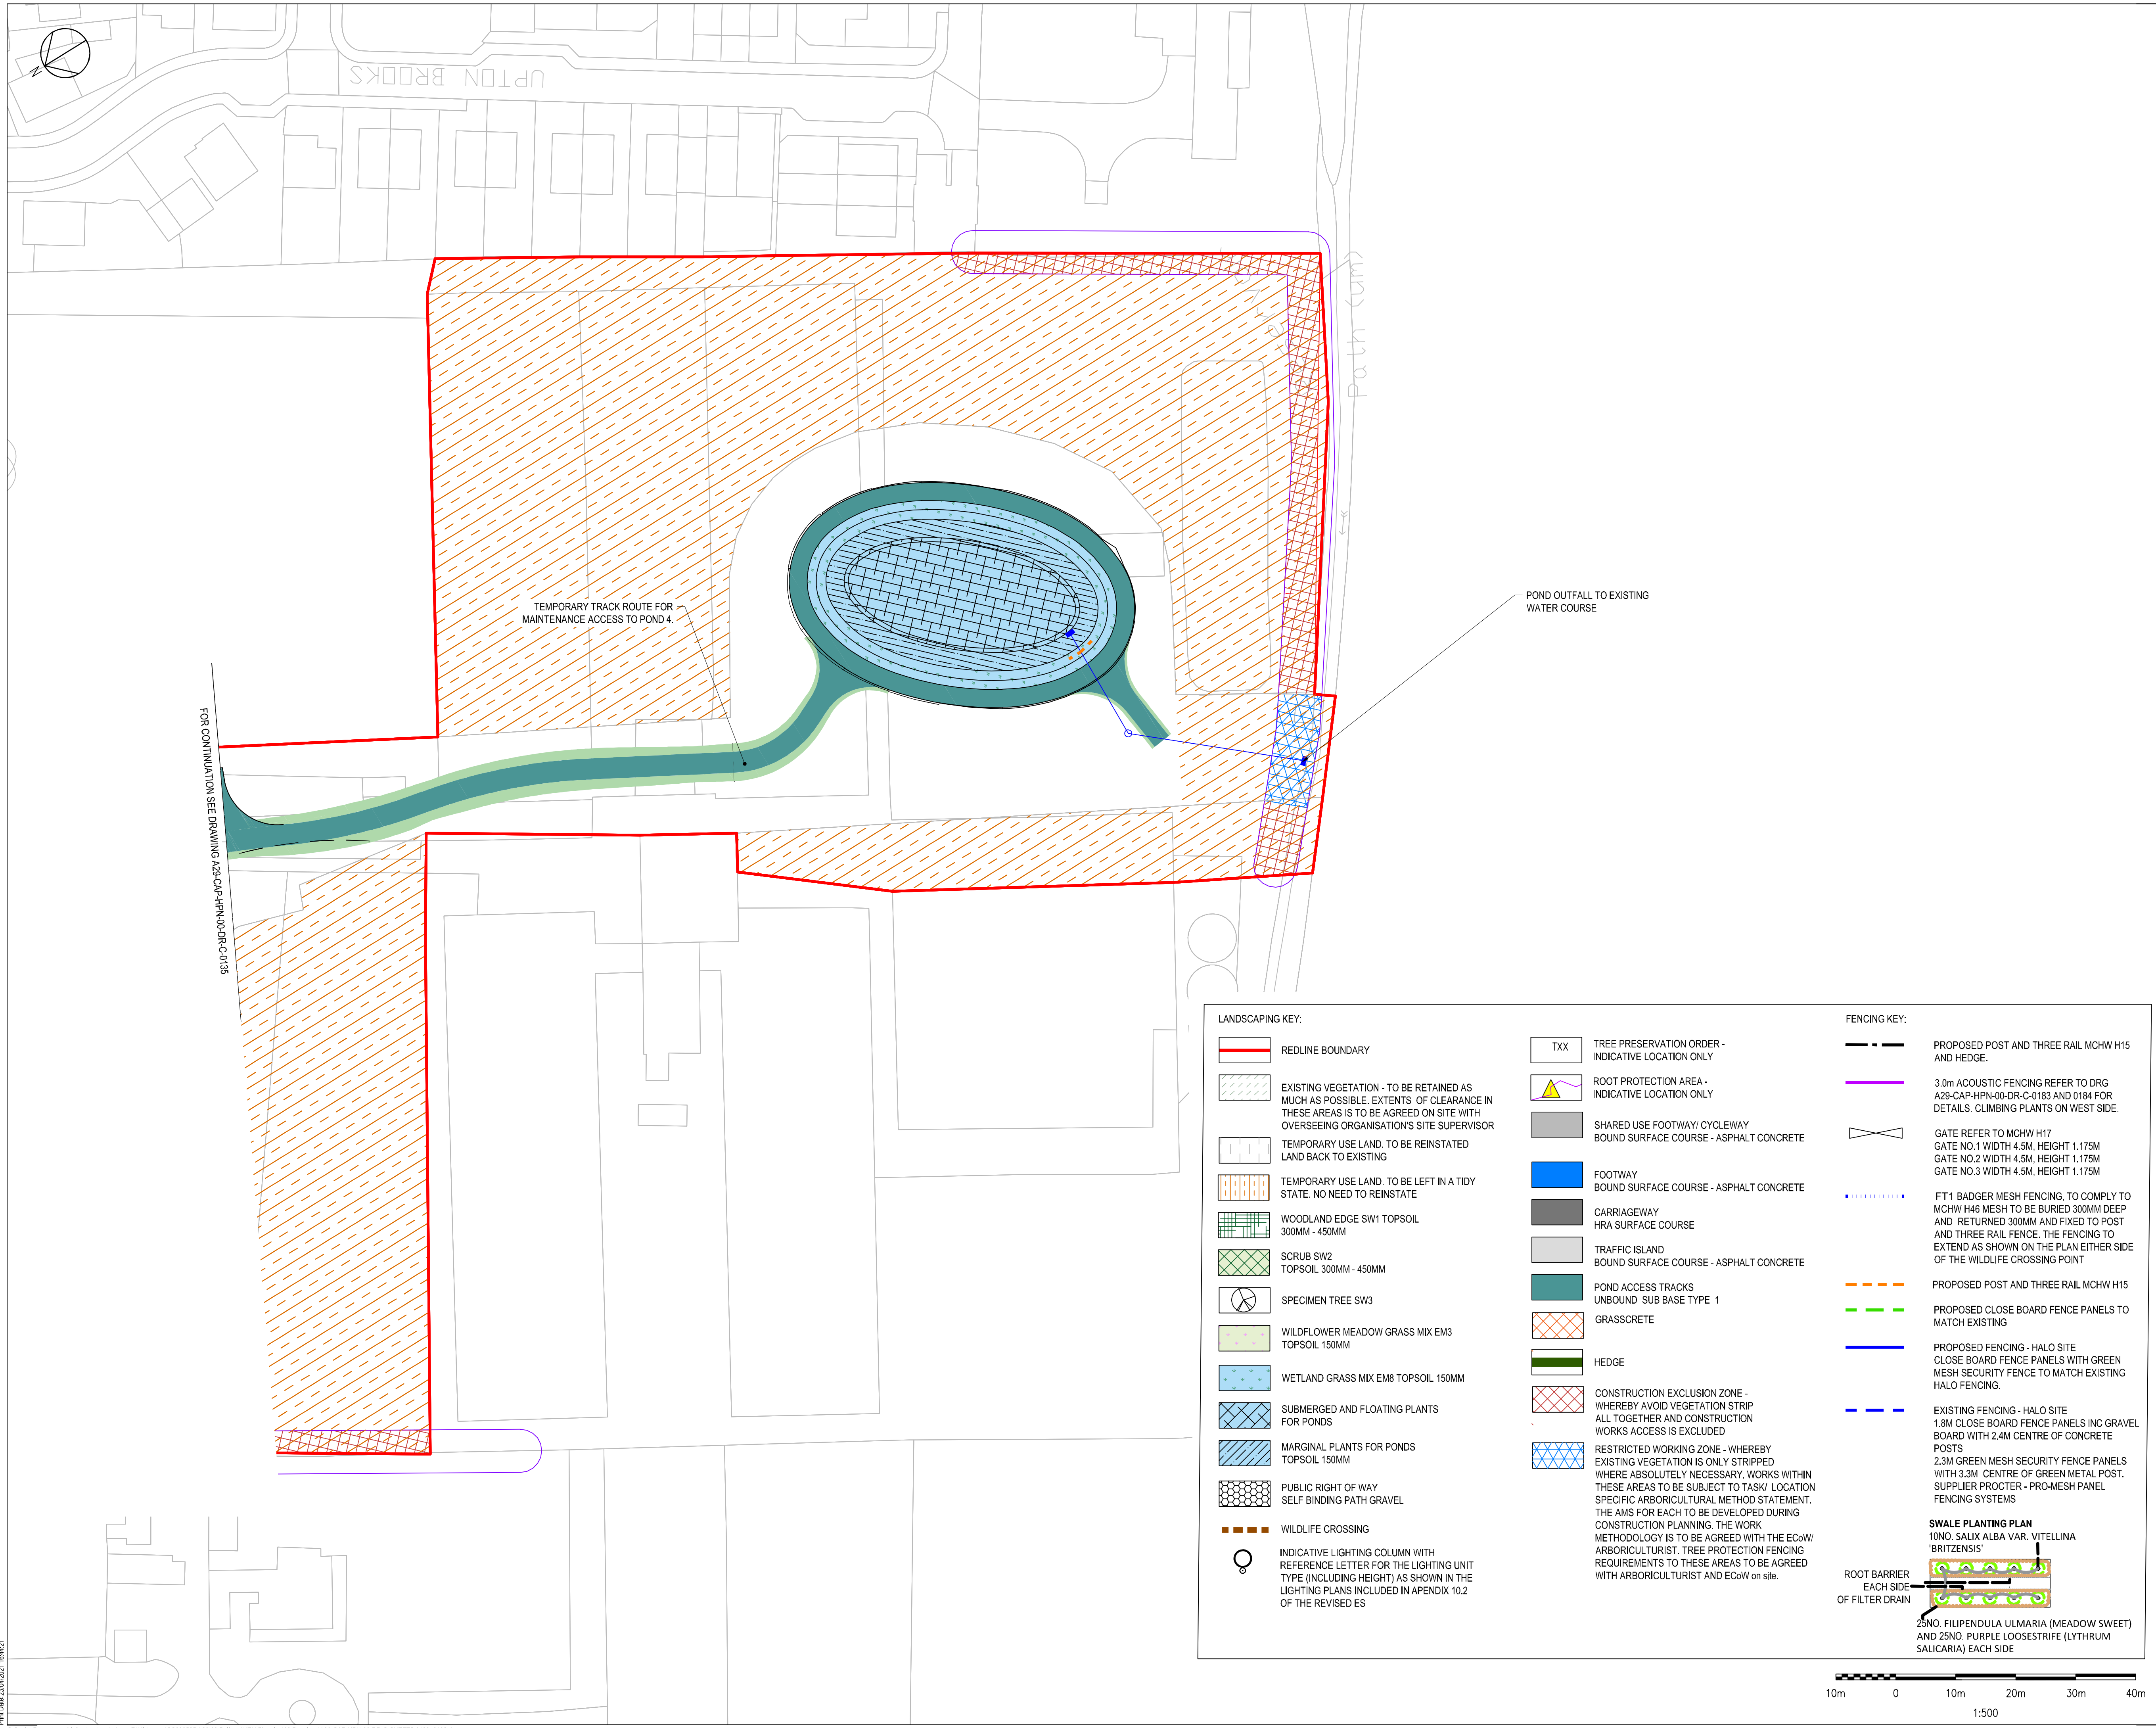 N
UPTON BROOKS
Ryebank Rife
TEMPORARY TRACK ROUTE FOR
MAINTENANCE ACCESS TO POND 4.
POND OUTFALL TO EXISTING
WATER COURSE
FOR CONTINUATION SEE DRAWING A29-CAP-HPN-00-DR-C-0135
LANDSCAPING KEY:
REDLINE BOUNDARY
EXISTING VEGETATION - TO BE RETAINED AS
MUCH AS POSSIBLE. EXTENTS OF CLEARANCE IN
THESE AREAS IS TO BE AGREED ON SITE WITH
OVERSEEING ORGANISATION'S SITE SUPERVISOR
TEMPORARY USE LAND. TO BE REINSTATED
LAND BACK TO EXISTING
TEMPORARY USE LAND. TO BE LEFT IN A TIDY
STATE. NO NEED TO REINSTATE
WOODLAND EDGE SW1 TOPSOIL
300MM - 450MM
SCRUB SW2
TOPSOIL 300MM - 450MM
SPECIMEN TREE SW3
WILDFLOWER MEADOW GRASS MIX EM3
TOPSOIL 150MM
WETLAND GRASS MIX EM8 TOPSOIL 150MM
SUBMERGED AND FLOATING PLANTS
FOR PONDS
MARGINAL PLANTS FOR PONDS
TOPSOIL 150MM
PUBLIC RIGHT OF WAY
SELF BINDING PATH GRAVEL
WILDLIFE CROSSING
INDICATIVE LIGHTING COLUMN WITH
REFERENCE LETTER FOR THE LIGHTING UNIT
TYPE (INCLUDING HEIGHT) AS SHOWN IN THE
LIGHTING PLANS INCLUDED IN APENDIX 10.2
OF THE REVISED ES
TXX
TREE PRESERVATION ORDER -
INDICATIVE LOCATION ONLY
ROOT PROTECTION AREA -
INDICATIVE LOCATION ONLY
SHARED USE FOOTWAY/ CYCLEWAY
BOUND SURFACE COURSE - ASPHALT CONCRETE
FOOTWAY
BOUND SURFACE COURSE - ASPHALT CONCRETE
CARRIAGEWAY
HRA SURFACE COURSE
TRAFFIC ISLAND
BOUND SURFACE COURSE - ASPHALT CONCRETE
POND ACCESS TRACKS
UNBOUND SUB BASE TYPE 1
GRASSCRETE
HEDGE
CONSTRUCTION EXCLUSION ZONE -
WHEREBY AVOID VEGETATION STRIP
ALL TOGETHER AND CONSTRUCTION
WORKS ACCESS IS EXCLUDED
RESTRICTED WORKING ZONE - WHEREBY
EXISTING VEGETATION IS ONLY STRIPPED
WHERE ABSOLUTELY NECESSARY. WORKS WITHIN
THESE AREAS TO BE SUBJECT TO TASK/ LOCATION
SPECIFIC ARBORICULTURAL METHOD STATEMENT.
THE AMS FOR EACH TO BE DEVELOPED DURING
CONSTRUCTION PLANNING. THE WORK
METHODOLOGY IS TO BE AGREED WITH THE ECoW/
ARBORICULTURIST. TREE PROTECTION FENCING
REQUIREMENTS TO THESE AREAS TO BE AGREED
WITH ARBORICULTURIST AND ECoW on site.
FENCING KEY:
PROPOSED POST AND THREE RAIL MCHW H15
AND HEDGE.
3.0m ACOUSTIC FENCING REFER TO DRG
A29-CAP-HPN-00-DR-C-0183 AND 0184 FOR
DETAILS. CLIMBING PLANTS ON WEST SIDE.
GATE REFER TO MCHW H17
GATE NO.1 WIDTH 4.5M, HEIGHT 1.175M
GATE NO.2 WIDTH 4.5M, HEIGHT 1.175M
GATE NO.3 WIDTH 4.5M, HEIGHT 1.175M
FT1 BADGER MESH FENCING, TO COMPLY TO
MCHW H46 MESH TO BE BURIED 300MM DEEP
AND RETURNED 300MM AND FIXED TO POST
AND THREE RAIL FENCE. THE FENCING TO
EXTEND AS SHOWN ON THE PLAN EITHER SIDE
OF THE WILDLIFE CROSSING POINT
PROPOSED POST AND THREE RAIL MCHW H15
PROPOSED CLOSE BOARD FENCE PANELS TO
MATCH EXISTING
PROPOSED FENCING - HALO SITE
CLOSE BOARD FENCE PANELS WITH GREEN
MESH SECURITY FENCE TO MATCH EXISTING
HALO FENCING.
EXISTING FENCING - HALO SITE
1.8M CLOSE BOARD FENCE PANELS INC GRAVEL
BOARD WITH 2.4M CENTRE OF CONCRETE
POSTS
2.3M GREEN MESH SECURITY FENCE PANELS
WITH 3.3M CENTRE OF GREEN METAL POST.
SUPPLIER PROCTER - PRO-MESH PANEL
FENCING SYSTEMS
SWALE PLANTING PLAN
10NO. SALIX ALBA VAR. VITELLINA
'BRITZENSIS'
ROOT BARRIER
EACH SIDE
OF FILTER DRAIN
25NO. FILIPENDULA ULMARIA (MEADOW SWEET)
AND 25NO. PURPLE LOOSESTRIFE (LYTHRUM
SALICARIA) EACH SIDE
10m 0 10m 20m 30m 40m
1:500